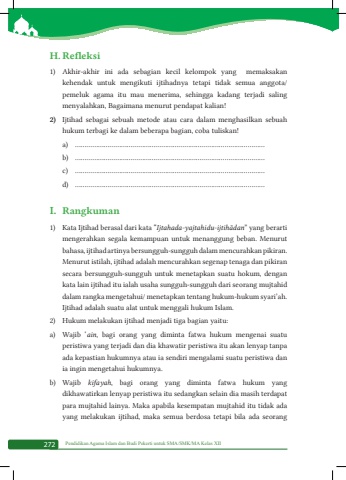 H. Refleksi
1) Akhir-akhir ini ada sebagian kecil kelompok yang memaksakan
kehendak untuk mengikuti ijtihadnya tetapi tidak semua anggota/
pemeluk agama itu mau menerima, sehingga kadang terjadi saling
menyalahkan, Bagaimana menurut pendapat kalian!
2) Ijtihad sebagai sebuah metode atau cara dalam menghasilkan sebuah
hukum terbagi ke dalam beberapa bagian, coba tuliskan!
a) ....................................................................................
b) ....................................................................................
c) ....................................................................................
d) ....................................................................................
I. Rangkuman
1) Kata Ijtihad berasal dari kata "Ijtahada-yajtahidu-ijtihādan" yang berarti
mengerahkan segala kemampuan untuk menanggung beban. Menurut
bahasa, ijtihad artinya bersungguh-sungguh dalam mencurahkan pikiran.
Menurut istilah, ijtihad adalah mencurahkan segenap tenaga dan pikiran
secara bersungguh-sungguh untuk menetapkan suatu hokum, dengan
kata lain ijtihad itu ialah usaha sungguh-sungguh dari seorang mujtahid
dalam rangka mengetahui/ menetapkan tentang hukum-hukum syari'ah.
Ijtihad adalah suatu alat untuk menggali hukum Islam.
2) Hukum melakukan ijtihad menjadi tiga bagian yaitu:
a) Wajib 'ain, bagi orang yang diminta fatwa hukum mengenai suatu
peristiwa yang terjadi dan dia khawatir peristiwa itu akan lenyap tanpa
ada kepastian hukumnya atau ia sendiri mengalami suatu peristiwa dan
ia ingin mengetahui hukumnya.
b) Wajib kifayah, bagi orang yang diminta fatwa hukum yang
dikhawatirkan lenyap peristiwa itu sedangkan selain dia masih terdapat
para mujtahid lainya. Maka apabila kesempatan mujtahid itu tidak ada
yang melakukan ijtihad, maka semua berdosa tetapi bila ada seorang
272 Pendidikan Agama Islam dan Budi Pekerti untuk SMA/SMK/MA Kelas XII